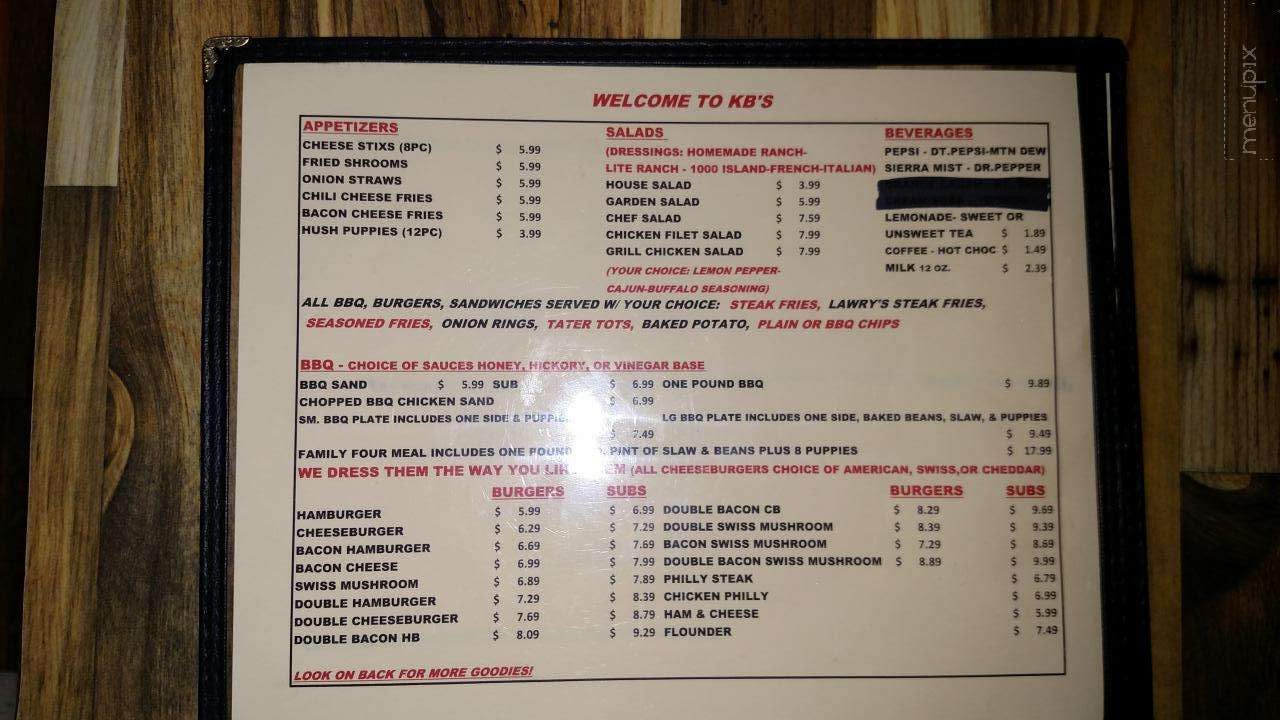 WELCOME TO KB'S
APPETIZERS
CHEESE STIXS (8PC) $ 5.99
FRIED SHROOMS $ 5.99
ONION STRAWS $ 5.99
CHILI CHEESE FRIES $ 5.99
BACON CHEESE FRIES $ 5.99
HUSH PUPPIES (12PC) $ 3.99
SALADS
(DRESSINGS: HOMEMADE RANCH-
LITE RANCH - 1000 ISLAND-FRENCH-ITALIAN)
HOUSE SALAD $ 3.99
GARDEN SALAD $ 5.99
CHEF SALAD $ 7.59
CHICKEN FILET SALAD $ 7.99
GRILL CHICKEN SALAD $ 7.99
(YOUR CHOICE: LEMON PEPPER-
CAJUN-BUFFALO SEASONING)
BEVERAGES
PEPSI - DT.PEPSI-MTN DEW
SIERRA MIST - DR.PEPPER
LEMONADE- SWEET OR
UNSWEET TEA $ 1.89
COFFEE - HOT CHOC $ 1.49
MILK 12 OZ. $ 2.39
ALL BBQ, BURGERS, SANDWICHES SERVED W/ YOUR CHOICE: STEAK FRIES, LAWRY'S STEAK FRIES,
SEASONED FRIES, ONION RINGS, TATER TOTS, BAKED POTATO, PLAIN OR BBQ CHIPS
BBQ - CHOICE OF SAUCES HONEY, HICKORY, OR VINEGAR BASE
BBQ SAND $ 5.99 SUB $ 6.99 ONE POUND BBQ $ 9.89
CHOPPED BBQ CHICKEN SAND $ 6.99
SM. BBQ PLATE INCLUDES ONE SIDE & LG BBQ PLATE INCLUDES ONE SIDE, BAKED BEANS, SLAW, & PUPPIES
$ 7.49 $ 9.49
FAMILY FOUR MEAL INCLUDES ONE POUND PINT OF SLAW & BEANS PLUS 8 PUPPIES $ 17.99
WE DRESS THEM THE WAY YOU (ALL CHEESEBURGERS CHOICE OF AMERICAN, SWISS,OR CHEDDAR)
BURGERS SUBS BURGERS SUBS
HAMBURGER $ 5.99 $ 6.99 DOUBLE BACON CB $ 8.29 $ 9.69
CHEESEBURGER $ 6.29 $ 7.29 DOUBLE SWISS MUSHROOM $ 8.39 $ 9.39
BACON HAMBURGER $ 6.69 $ 7.69 BACON SWISS MUSHROOM $ 7.29 $ 8.69
BACON CHEESE $ 6.99 $ 7.99 DOUBLE BACON SWISS MUSHROOM $ 8.89 $ 9.99
SWISS MUSHROOM $ 6.89 $ 7.89 PHILLY STEAK $ 6.79
DOUBLE HAMBURGER $ 7.29 $ 8.39 CHICKEN PHILLY $ 6.99
DOUBLE CHEESEBURGER $ 7.69 $ 8.79 HAM & CHEESE $ 5.99
DOUBLE BACON HB $ 8.09 $ 9.29 FLOUNDER $ 7.49
LOOK ON BACK FOR MORE GOODIES!
menupix